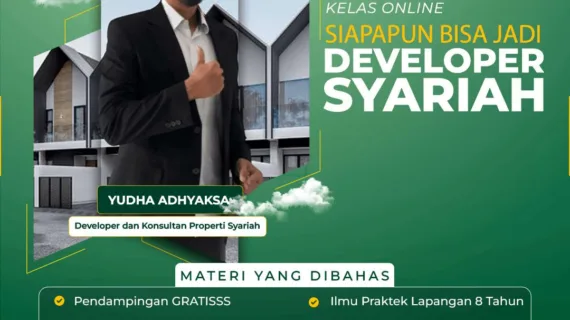 KELAS ONLINE
SIAPAPUN BISA JADI
DEVELOPER
SYARIAH
YUDHA ADHYAKSA
Developer dan Konsultan Properti Syariah
MATERI YANG DIBAHAS
Pendampingan GRATISSS
Ilmu Praktek Lapangan 8 Tahun